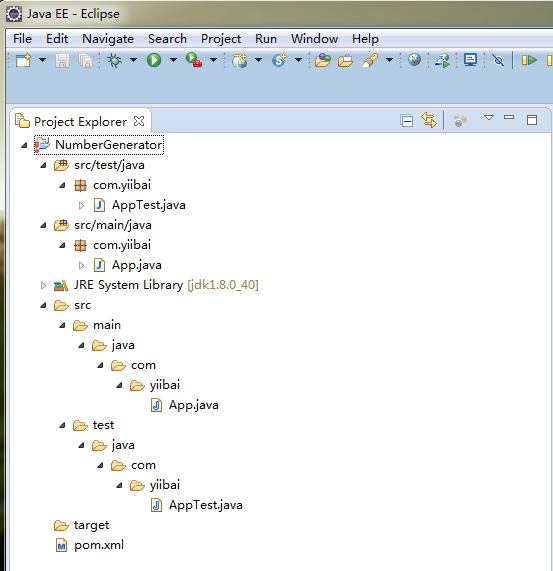 Java EE - Eclipse
File Edit Navigate Search Project Run Window Help
Project Explorer
NumberGenerator
src/test/java
com.yiibai
AppTest.java
src/main/java
com.yiibai
App.java
JRE System Library [jdk1.8.0_40]
src
main
java
com
yiibai
App.java
test
java
com
yiibai
AppTest.java
target
pom.xml